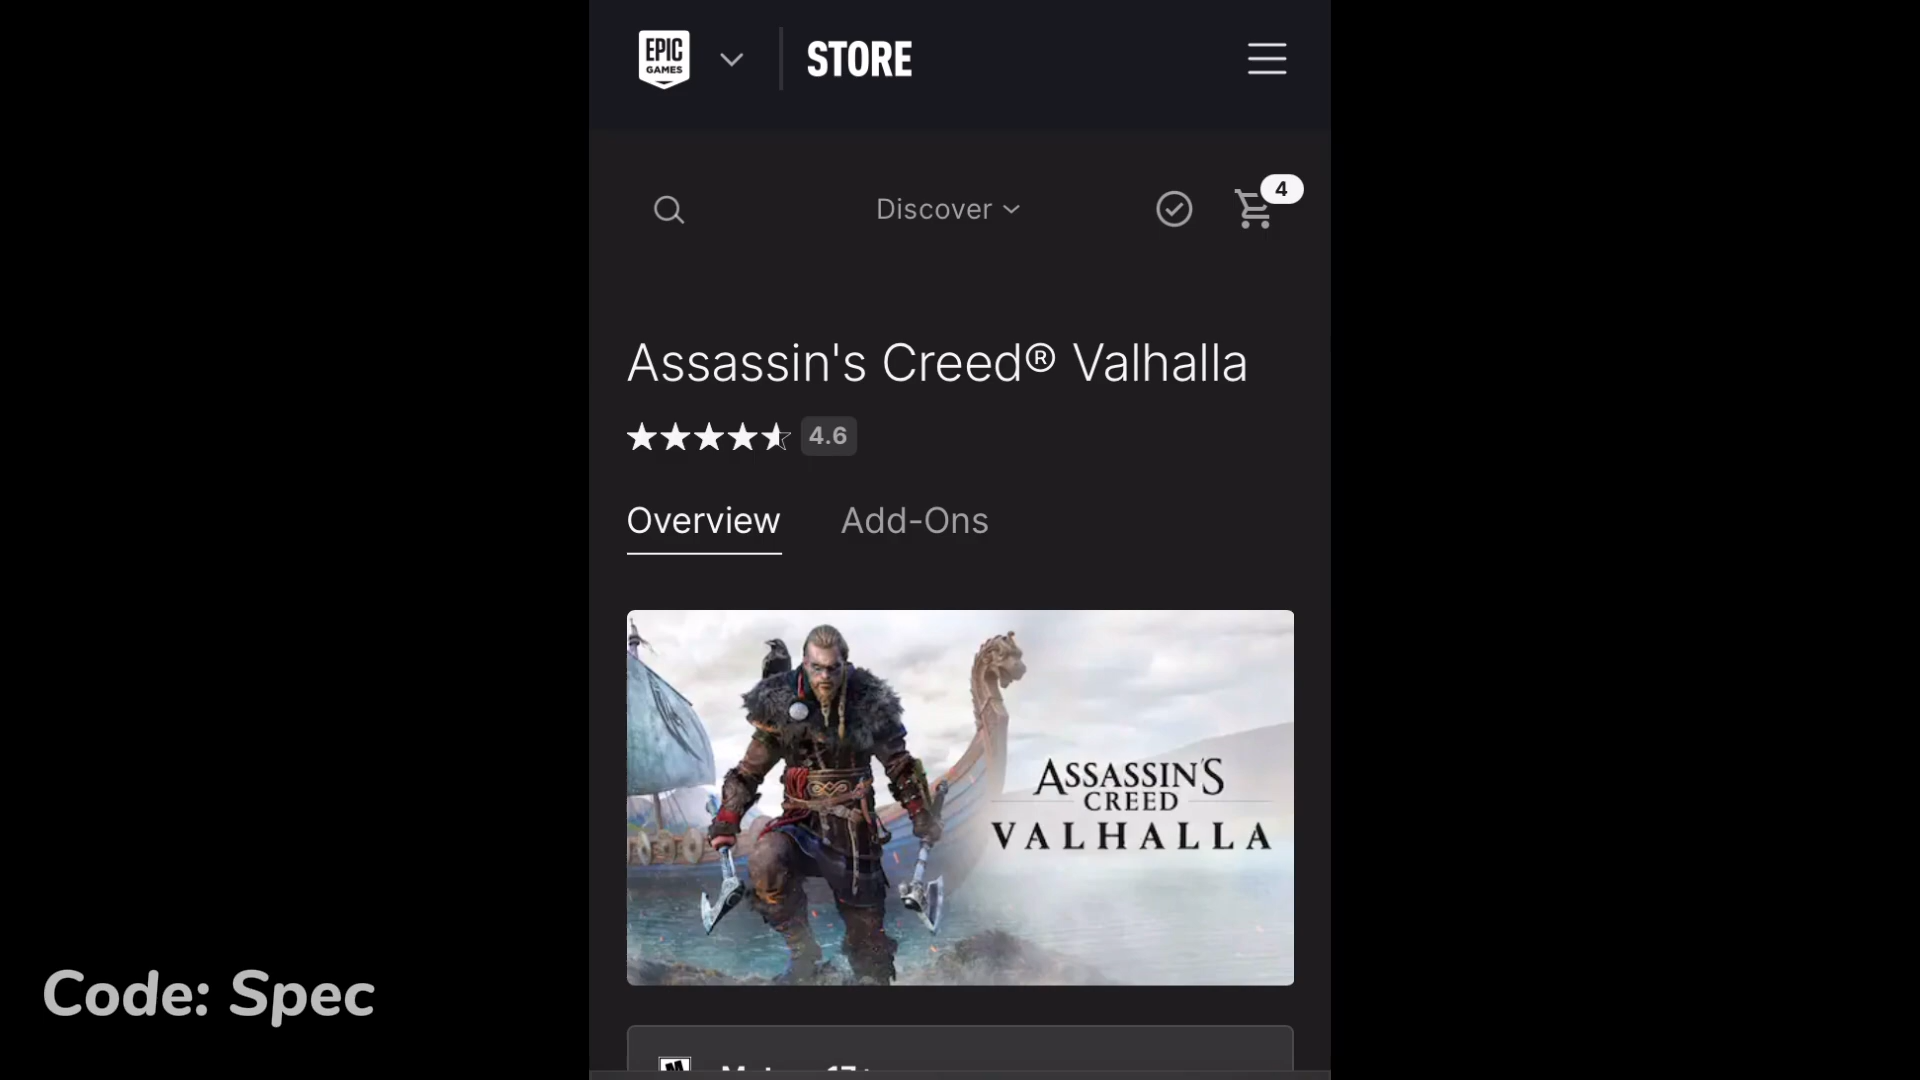 EPIC
GAMES
STORE
Discover
4
Assassin's Creed® Valhalla
4.6
Overview
Add-Ons
ASSASSIN'S
CREED
VALHALLA
Code: Spec